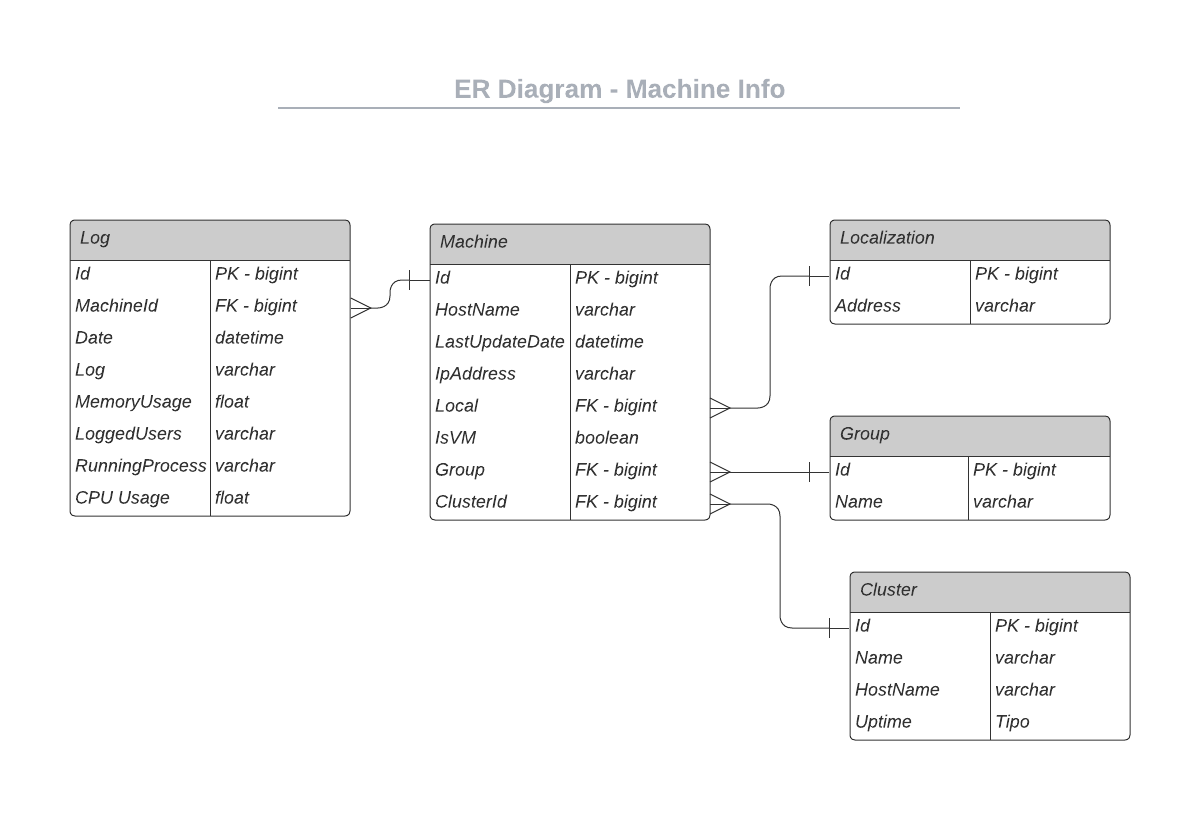 ER Diagram - Machine Info
Log
Id PK - bigint
MachineId FK - bigint
Date datetime
Log varchar
MemoryUsage float
LoggedUsers varchar
RunningProcess varchar
CPU Usage float
Machine
Id PK - bigint
HostName varchar
LastUpdateDate datetime
IpAddress varchar
Local FK - bigint
IsVM boolean
Group FK - bigint
ClusterId FK - bigint
Localization
Id PK - bigint
Address varchar
Group
Id PK - bigint
Name varchar
Cluster
Id PK - bigint
Name varchar
HostName varchar
Uptime Tipo